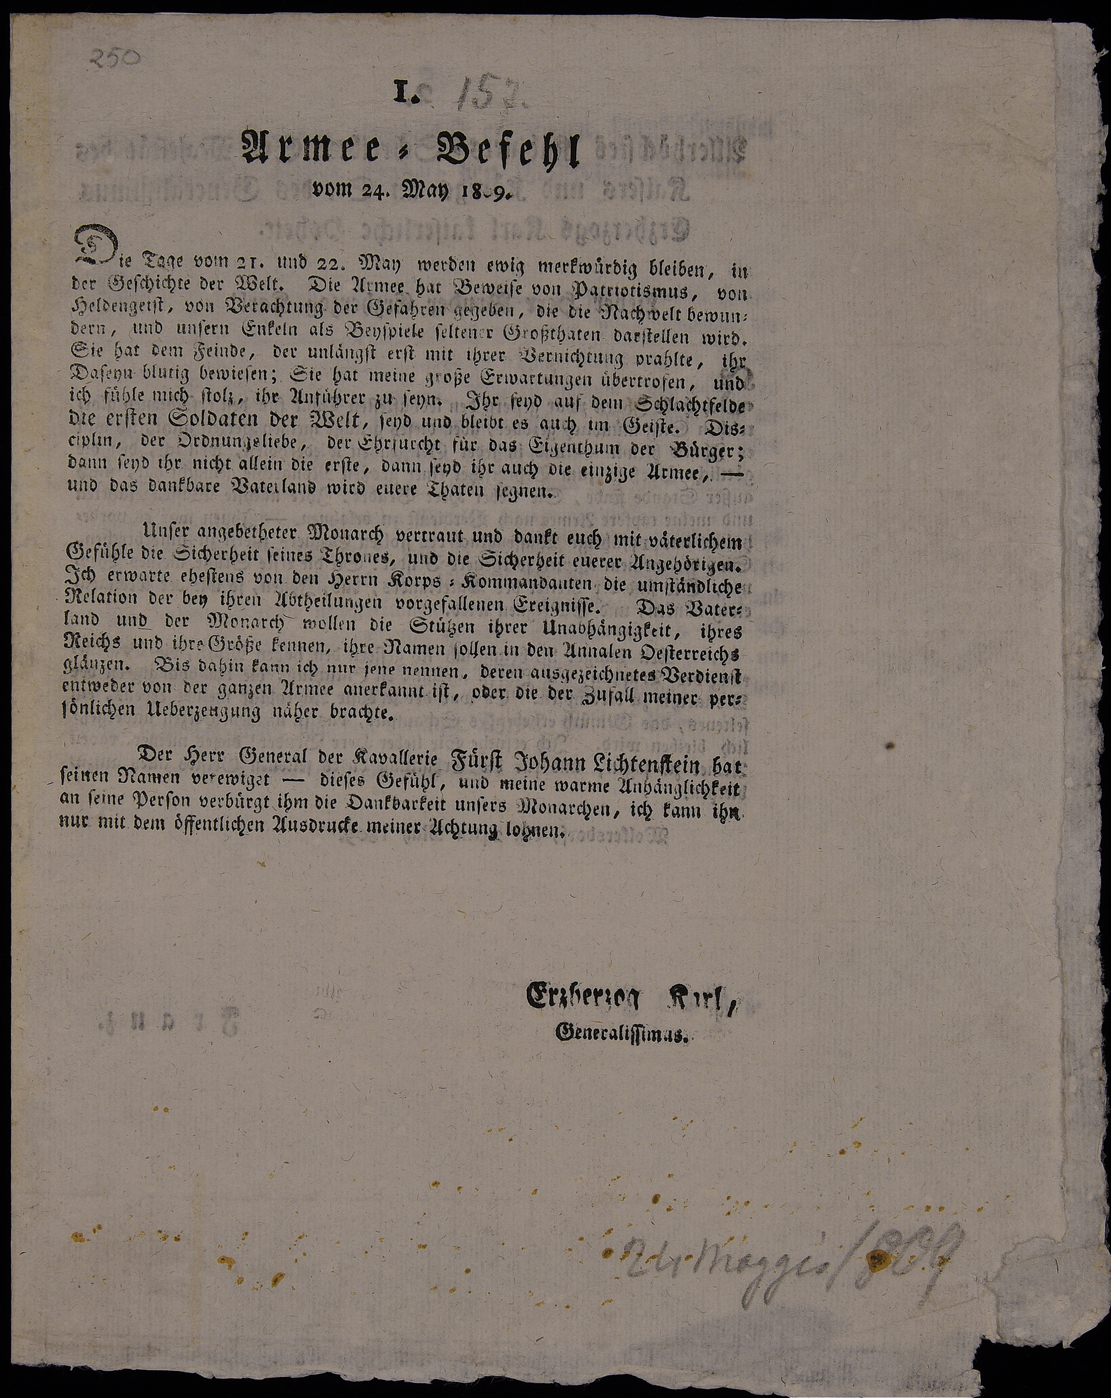 250
I. 157.
Armee-Befehl
vom 24. May 1809.
Die Tage vom 21. und 22. May werden ewig merkwürdig bleiben, in
der Geschichte der Welt. Die Armee hat Beweise von Patriotismus, von
Heldengeist, von Verachtung der Gefahren gegeben, die die Nachwelt bewun-
dern, und unsern Enkeln als Beyspiele seltener Großthaten darstellen wird.
Sie hat dem Feinde, der unlängst erst mit ihrer Vernichtung prahlte, ihr
Daseyn blutig bewiesen; Sie hat meine große Erwartungen übertrofen, und
ich fühle mich stolz, ihr Anführer zu seyn. Ihr seyd auf dem Schlachtfelde
die ersten Soldaten der Welt, seyd und bleibt es auch im Geiste. Dis-
ciplin, der Ordnungsliebe, der Ehrfurcht für das Eigenthum der Bürger;
dann seyd ihr nicht allein die erste, dann seyd ihr auch die einzige Armee, —
und das dankbare Vaterland wird euere Thaten segnen.
Unser angebetheter Monarch vertraut und dankt euch mit väterlichem
Gefühle die Sicherheit seines Thrones, und die Sicherheit euerer Angehörigen.
Ich erwarte ehestens von den Herrn Korps-Kommandanten die umständliche
Relation der bey ihren Abtheilungen vorgefallenen Ereignisse. Das Vater-
land und der Monarch wollen die Stützen ihrer Unabhängigkeit, ihres
Reichs und ihre Größe kennen, ihre Namen sollen in den Annalen Oesterreichs
glänzen. Bis dahin kann ich nur jene nennen, deren ausgezeichnetes Verdienst
entweder von der ganzen Armee anerkannt ist, oder die der Zufall meiner per-
sönlichen Ueberzeugung näher brachte.
Der Herr General der Kavallerie Fürst Johann Lichtenstein hat
seinen Namen verewiget — dieses Gefühl, und meine warme Anhänglichkeit
an seine Person verbürgt ihm die Dankbarkeit unsers Monarchen, ich kann ihn
nur mit dem öffentlichen Ausdrucke meiner Achtung lohnen.
Erzherzog Karl,
Generalissimus.
24 Maggio 1809